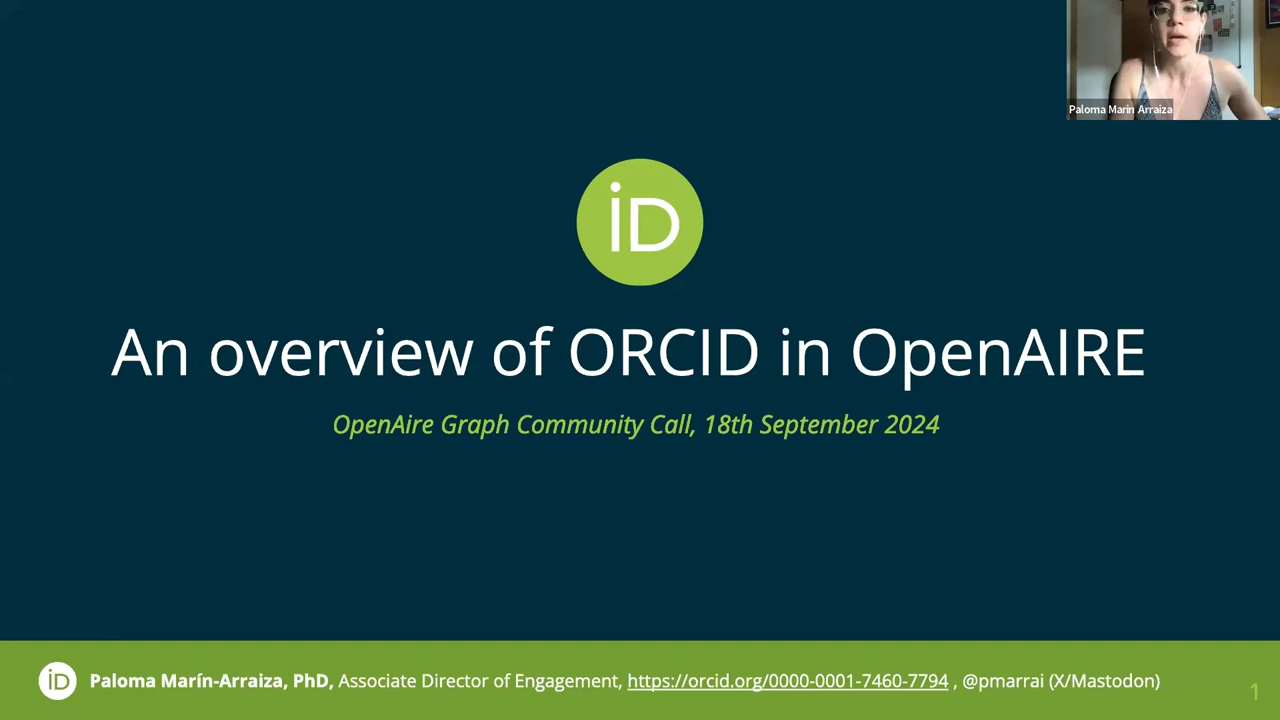 Paloma Marin Arraiza
iD
An overview of ORCID in OpenAIRE
OpenAire Graph Community Call, 18th September 2024
iD Paloma Marín-Arraiza, PhD, Associate Director of Engagement, https://orcid.org/0000-0001-7460-7794 , @pmarrai (X/Mastodon)
1